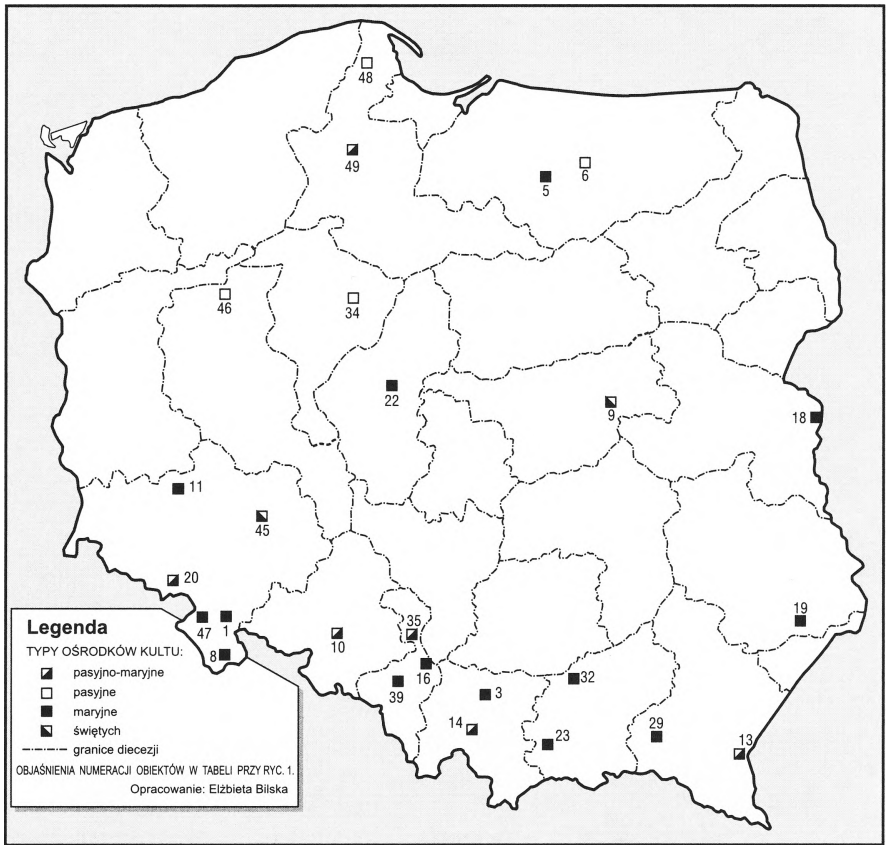 48
49
5
6
46
34
22
9
18
11
45
20
47
1
8
10
35
16
39
3
14
32
23
29
13
19
Legenda
TYPY OŚRODKÓW KULTU:
pasyjno-maryjne
pasyjne
maryjne
świętych
granice diecezji
OBJAŚNIENIA NUMERACJI OBIEKTÓW W TABELI PRZY RYC. 1.
Opracowanie: Elżbieta Bilska